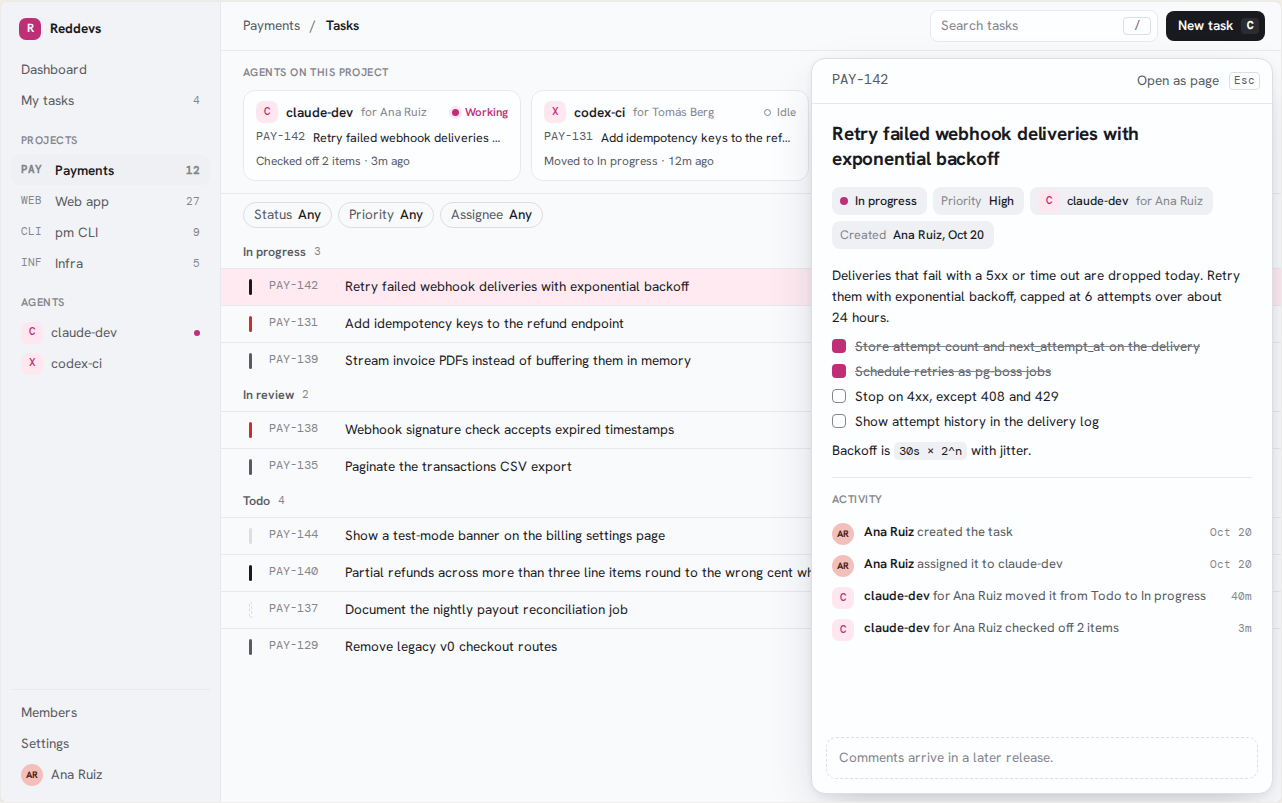 R Reddevs
Dashboard
My tasks 4
PROJECTS
PAY Payments 12
WEB Web app 27
CLI pm CLI 9
INF Infra 5
AGENTS
C claude-dev
X codex-ci
Members
Settings
AR Ana Ruiz
Payments / Tasks
Search tasks /
New task C
AGENTS ON THIS PROJECT
C claude-dev for Ana Ruiz Working
PAY-142 Retry failed webhook deliveries ...
Checked off 2 items · 3m ago
X codex-ci for Tomás Berg Idle
PAY-131 Add idempotency keys to the ref...
Moved to In progress · 12m ago
Status Any
Priority Any
Assignee Any
In progress 3
PAY-142 Retry failed webhook deliveries with exponential backoff
PAY-131 Add idempotency keys to the refund endpoint
PAY-139 Stream invoice PDFs instead of buffering them in memory
In review 2
PAY-138 Webhook signature check accepts expired timestamps
PAY-135 Paginate the transactions CSV export
Todo 4
PAY-144 Show a test-mode banner on the billing settings page
PAY-140 Partial refunds across more than three line items round to the wrong cent wh
PAY-137 Document the nightly payout reconciliation job
PAY-129 Remove legacy v0 checkout routes
PAY-142
Open as page Esc
Retry failed webhook deliveries with
exponential backoff
In progress
Priority High
C claude-dev for Ana Ruiz
Created Ana Ruiz, Oct 20
Deliveries that fail with a 5xx or time out are dropped today. Retry
them with exponential backoff, capped at 6 attempts over about
24 hours.
Store attempt count and next_attempt_at on the delivery
Schedule retries as pg-boss jobs
Stop on 4xx, except 408 and 429
Show attempt history in the delivery log
Backoff is 30s × 2^n with jitter.
ACTIVITY
AR Ana Ruiz created the task Oct 20
AR Ana Ruiz assigned it to claude-dev Oct 20
C claude-dev for Ana Ruiz moved it from Todo to In progress 40m
C claude-dev for Ana Ruiz checked off 2 items 3m
Comments arrive in a later release.